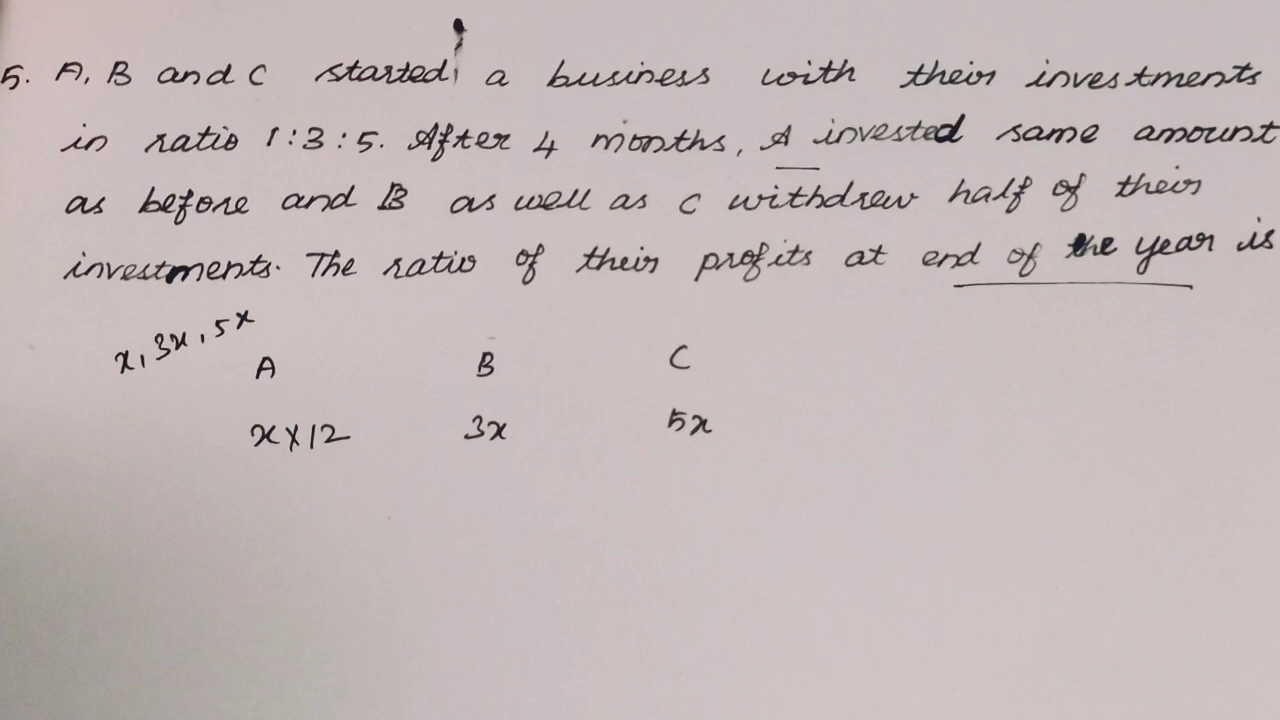 5. A, B and C started a business with their investments
in ratio 1:3:5. After 4 months, A invested same amount
as before and B as well as C withdrew half of their
investments. The ratio of their profits at end of the year is
x, 3x, 5x
A B C
x×12 3x 5x